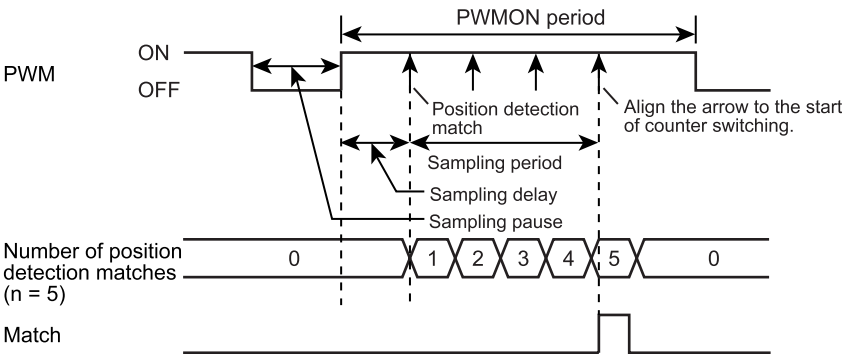 PWMON period
ON
PWM
OFF
Position detection
match
Align the arrow to the start
of counter switching.
Sampling period
Sampling delay
Sampling pause
Number of position
detection matches
(n = 5)
0 1 2 3 4 5 0
Match